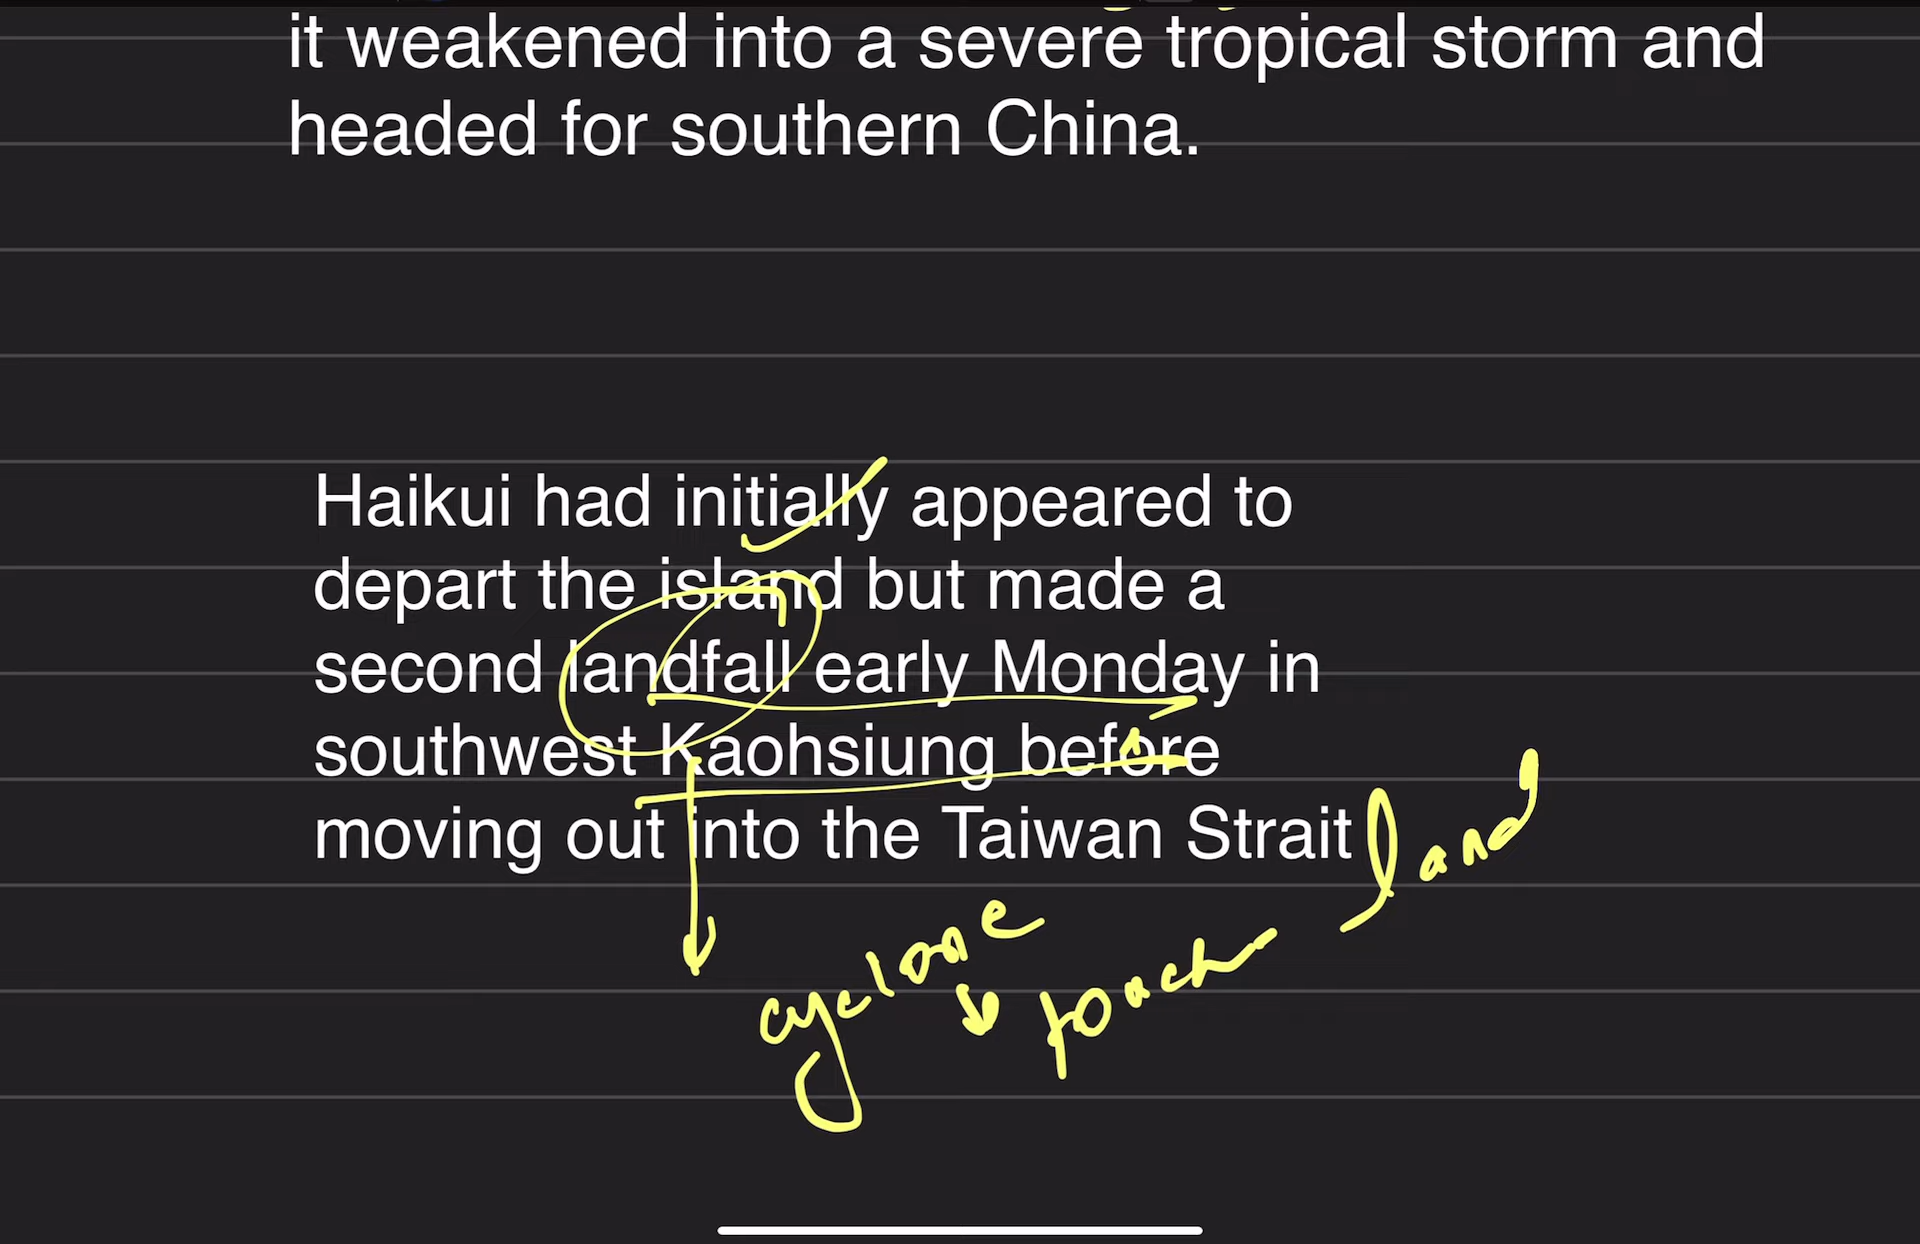 it weakened into a severe tropical storm and
headed for southern China.
Haikui had initially appeared to
depart the island but made a
second landfall early Monday in
southwest Kaohsiung before
moving out into the Taiwan Strait
cyclone
touch land